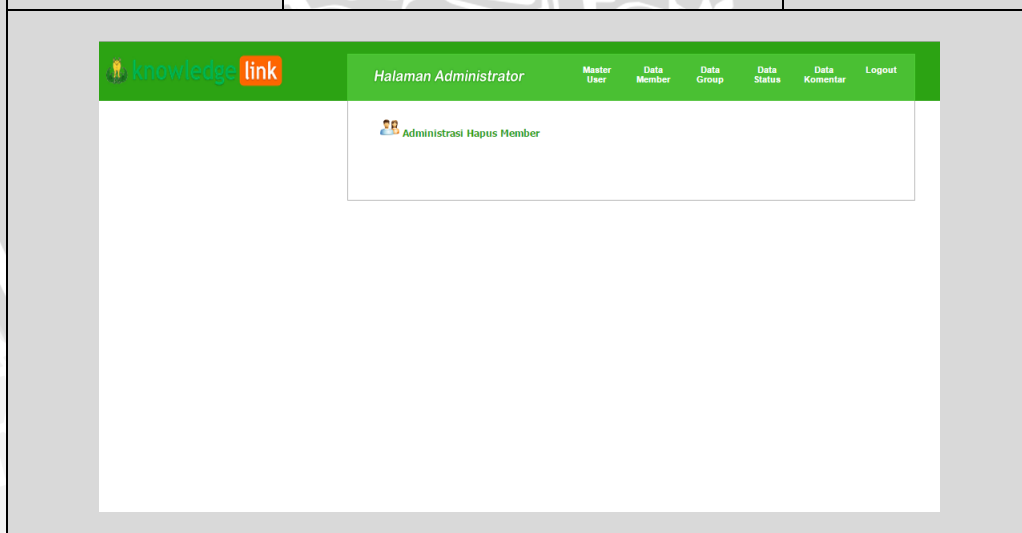 knowledge link
Halaman Administrator
Master User
Data Member
Data Group
Data Status
Data Komentar
Logout
Administrasi Hapus Member